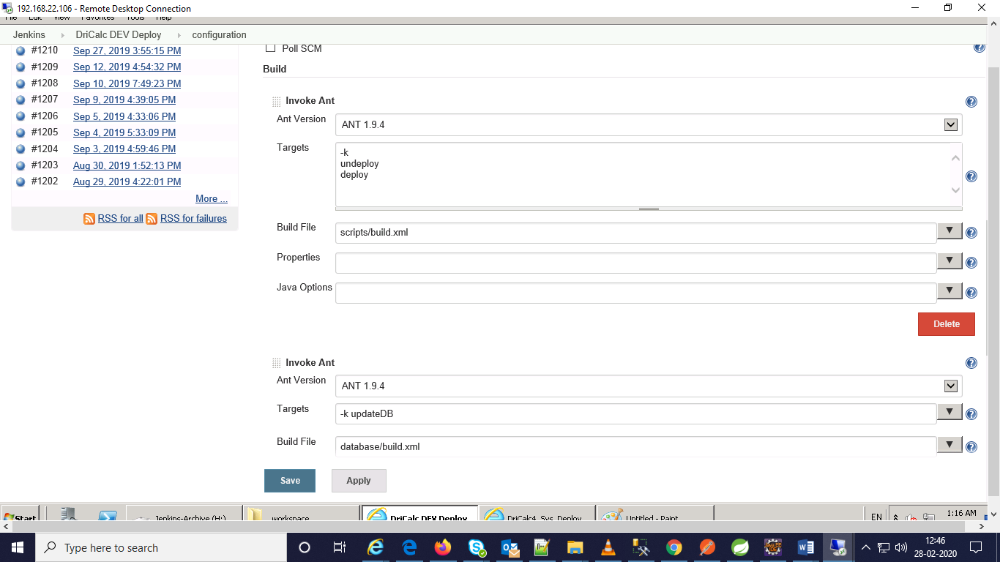 192.168.22.106 - Remote Desktop Connection
File Edit View Favorites Tools Help
Jenkins DriCalc DEV Deploy configuration
#1210 Sep 27, 2019 3:55:15 PM
#1209 Sep 12, 2019 4:54:32 PM
#1208 Sep 10, 2019 7:49:23 PM
#1207 Sep 9, 2019 4:39:05 PM
#1206 Sep 5, 2019 4:33:06 PM
#1205 Sep 4, 2019 5:33:09 PM
#1204 Sep 3, 2019 4:59:46 PM
#1203 Aug 30, 2019 1:52:13 PM
#1202 Aug 29, 2019 4:22:01 PM
More ...
RSS for all RSS for failures
Poll SCM
Build
Invoke Ant
Ant Version ANT 1.9.4
Targets -k
undeploy
deploy
Build File scripts/build.xml
Properties
Java Options
Delete
Invoke Ant
Ant Version ANT 1.9.4
Targets -k updateDB
Build File database/build.xml
Save Apply
Start Jenkins-Archive (H:) workspace DriCalc DEV Deploy DriCalc4_Sys_Deploy Untitled - Paint EN 1:16 AM
Type here to search 12:46
28-02-2020